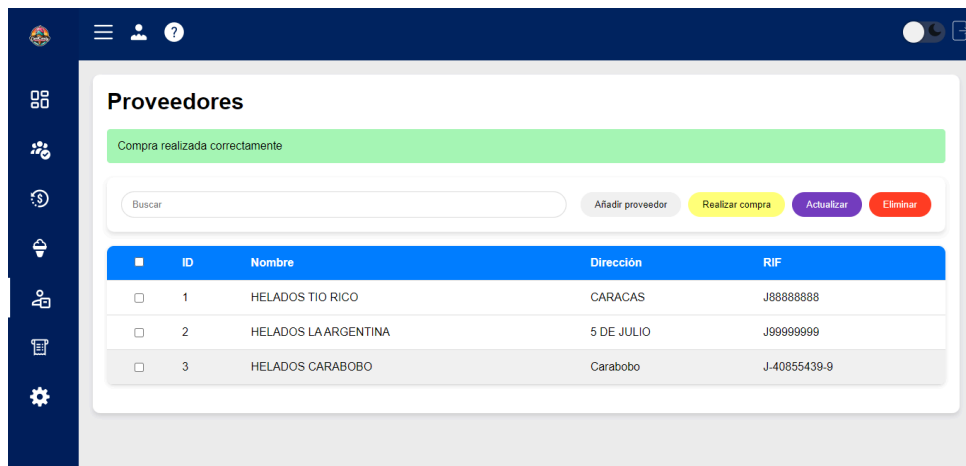 ?
Proveedores
Compra realizada correctamente
Buscar
Añadir proveedor
Realizar compra
Actualizar
Eliminar
ID Nombre Dirección RIF
1 HELADOS TIO RICO CARACAS J88888888
2 HELADOS LA ARGENTINA 5 DE JULIO J99999999
3 HELADOS CARABOBO Carabobo J-40855439-9